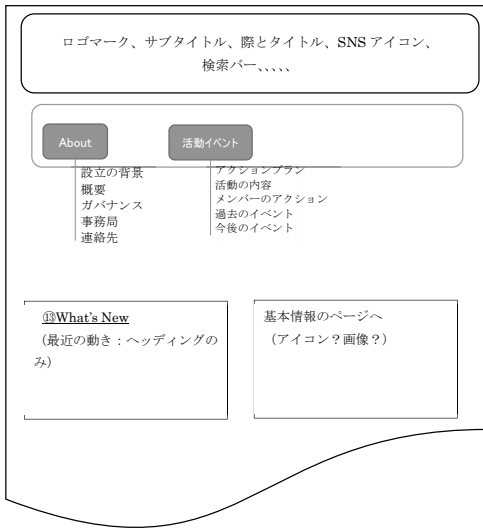 ロゴマーク、サブタイトル、際とタイトル、SNS アイコン、
検索バー、、、、、
About
設立の背景
概要
ガバナンス
事務局
連絡先
活動イベント
アクションプラン
活動の内容
メンバーのアクション
過去のイベント
今後のイベント
⑬What's New
（最近の動き：ヘッディングの
み）
基本情報のページへ
（アイコン？画像？）